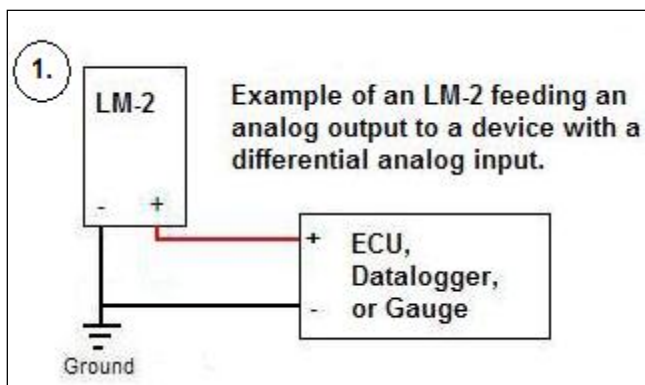 1.
LM-2
Example of an LM-2 feeding an
analog output to a device with a
differential analog input.
- +
+ ECU,
Datalogger,
- or Gauge
Ground